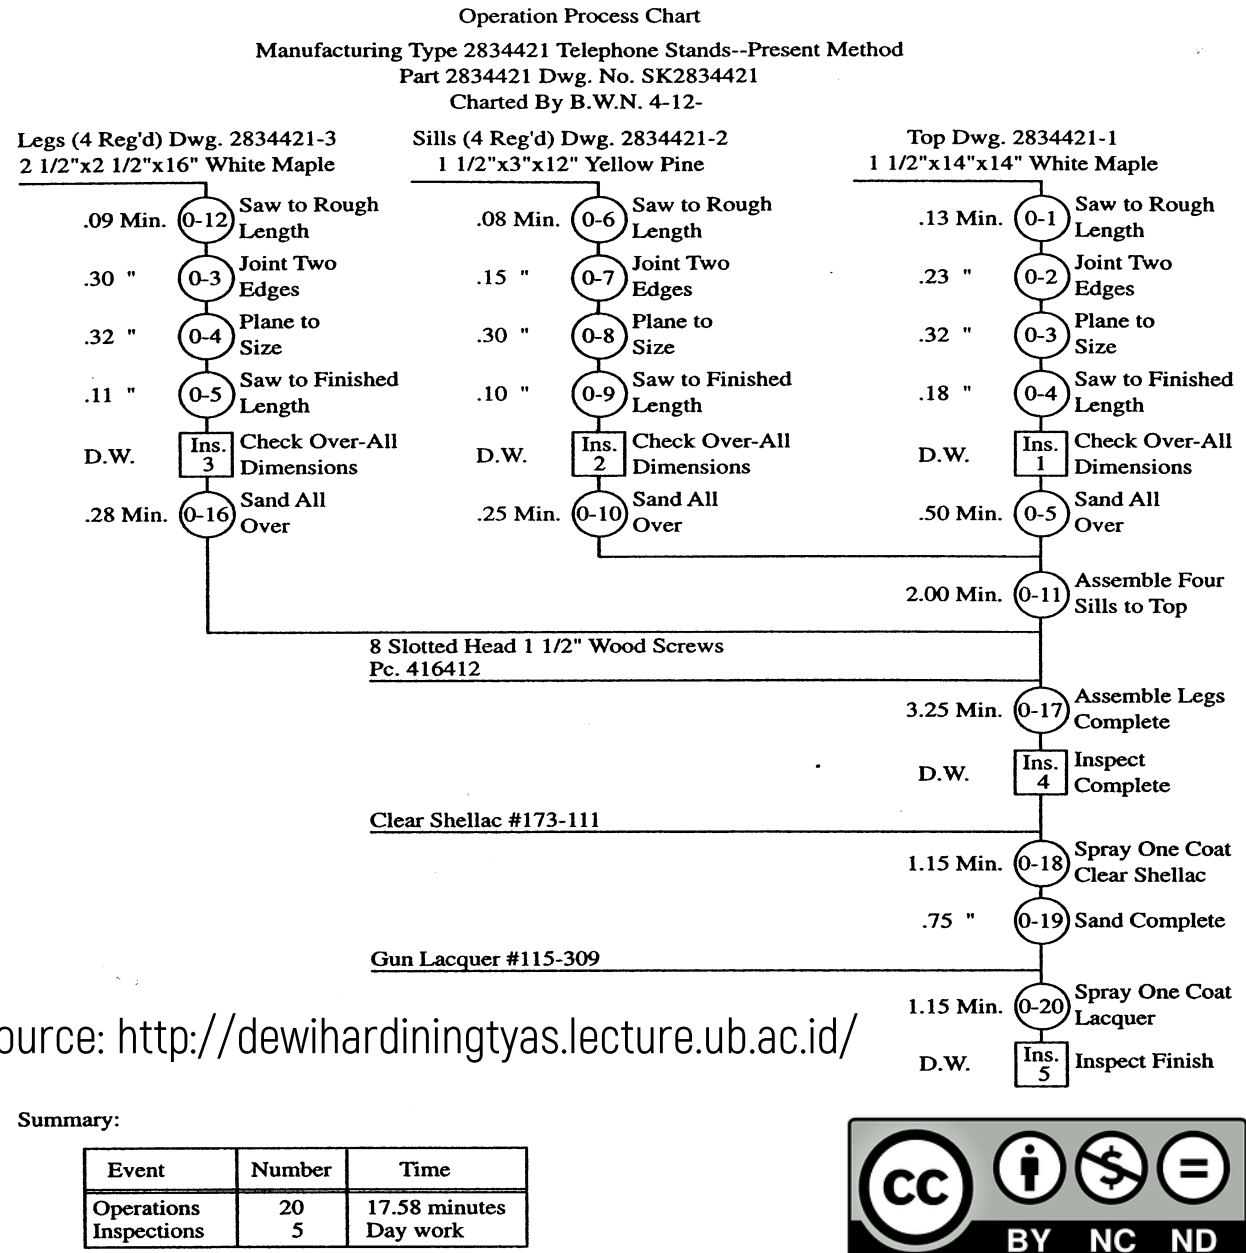 Operation Process Chart
Manufacturing Type 2834421 Telephone Stands--Present Method
Part 2834421 Dwg. No. SK2834421
Charted By B.W.N. 4-12-
Legs (4 Reg'd) Dwg. 2834421-3
2 1/2"x2 1/2"x16" White Maple
.09 Min.
0-12
Saw to Rough
Length
.30 "
0-3
Joint Two
Edges
.32 "
0-4
Plane to
Size
.11 "
0-5
Saw to Finished
Length
D.W.
Ins.
3
Check Over-All
Dimensions
.28 Min.
0-16
Sand All
Over
Sills (4 Reg'd) Dwg. 2834421-2
1 1/2"x3"x12" Yellow Pine
.08 Min.
0-6
Saw to Rough
Length
.15 "
0-7
Joint Two
Edges
.30 "
0-8
Plane to
Size
.10 "
0-9
Saw to Finished
Length
D.W.
Ins.
2
Check Over-All
Dimensions
.25 Min.
0-10
Sand All
Over
Top Dwg. 2834421-1
1 1/2"x14"x14" White Maple
.13 Min.
0-1
Saw to Rough
Length
.23 "
0-2
Joint Two
Edges
.32 "
0-3
Plane to
Size
.18 "
0-4
Saw to Finished
Length
D.W.
Ins.
1
Check Over-All
Dimensions
.50 Min.
0-5
Sand All
Over
2.00 Min.
0-11
Assemble Four
Sills to Top
8 Slotted Head 1 1/2" Wood Screws
Pc. 416412
3.25 Min.
0-17
Assemble Legs
Complete
D.W.
Ins.
4
Inspect
Complete
Clear Shellac #173-111
1.15 Min.
0-18
Spray One Coat
Clear Shellac
.75 "
0-19
Sand Complete
Gun Lacquer #115-309
1.15 Min.
0-20
Spray One Coat
Lacquer
D.W.
Ins.
5
Inspect Finish
ource: http://dewihardiningtyas.lecture.ub.ac.id/
Summary:
Event Number Time
Operations 20 17.58 minutes
Inspections 5 Day work
cc
BY NC ND